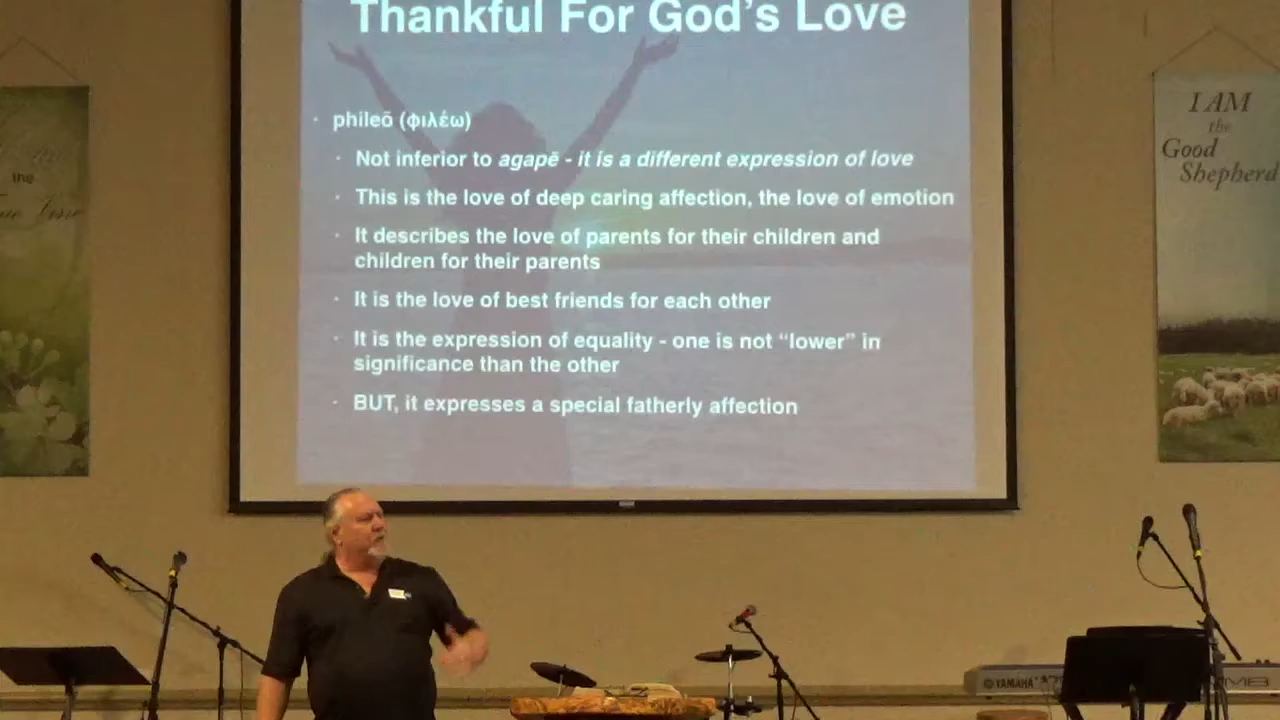 Thankful For God's Love
· phileō (φιλέω)
· Not inferior to agapē - it is a different expression of love
· This is the love of deep caring affection, the love of emotion
· It describes the love of parents for their children and
children for their parents
· It is the love of best friends for each other
· It is the expression of equality - one is not “lower” in
significance than the other
· BUT, it expresses a special fatherly affection
the
I AM
the
Good
Shepherd
YAMAHA